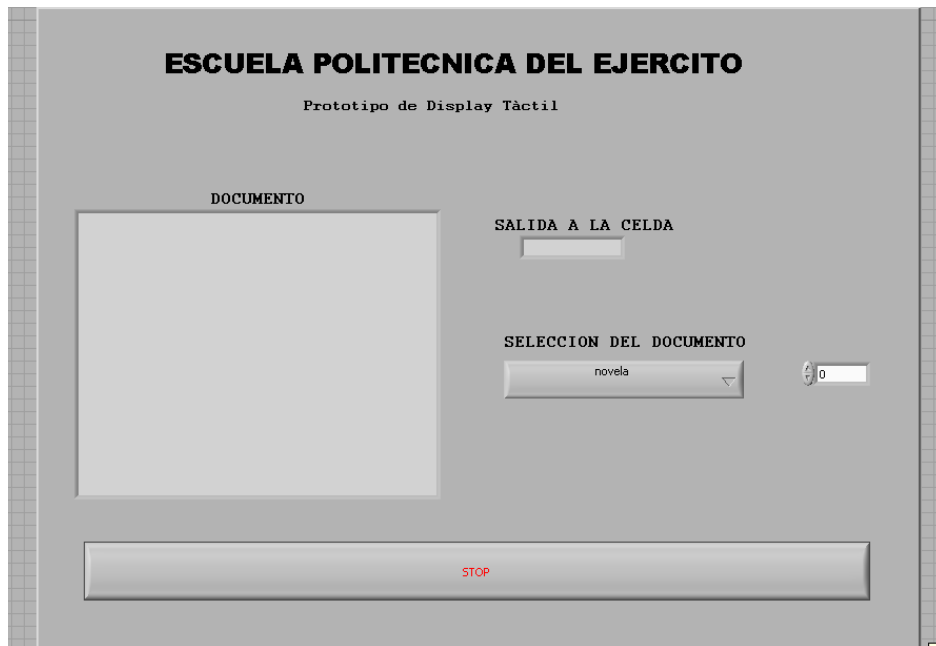 ESCUELA POLITECNICA DEL EJERCITO
Prototipo de Display Tàctil
DOCUMENTO
SALIDA A LA CELDA
SELECCION DEL DOCUMENTO
novela
0
STOP